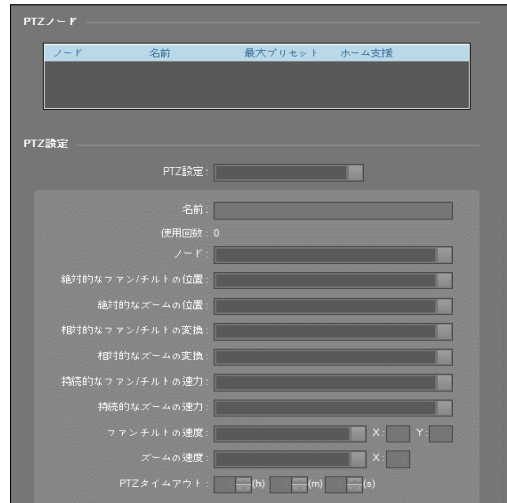 PTZノード
ノード 名前 最大プリセット ホーム支援
PTZ設定
PTZ設定:
名前:
使用回数: 0
ノード:
絶対的なファン/チルトの位置:
絶対的なズームの位置:
相対的なファン/チルトの変換:
相対的なズームの変換:
持続的なファン/チルトの速力:
持続的なズームの速力:
ファンチルトの速度: X: Y:
ズームの速度: X:
PTZタイムアウト: (h) (m) (s)